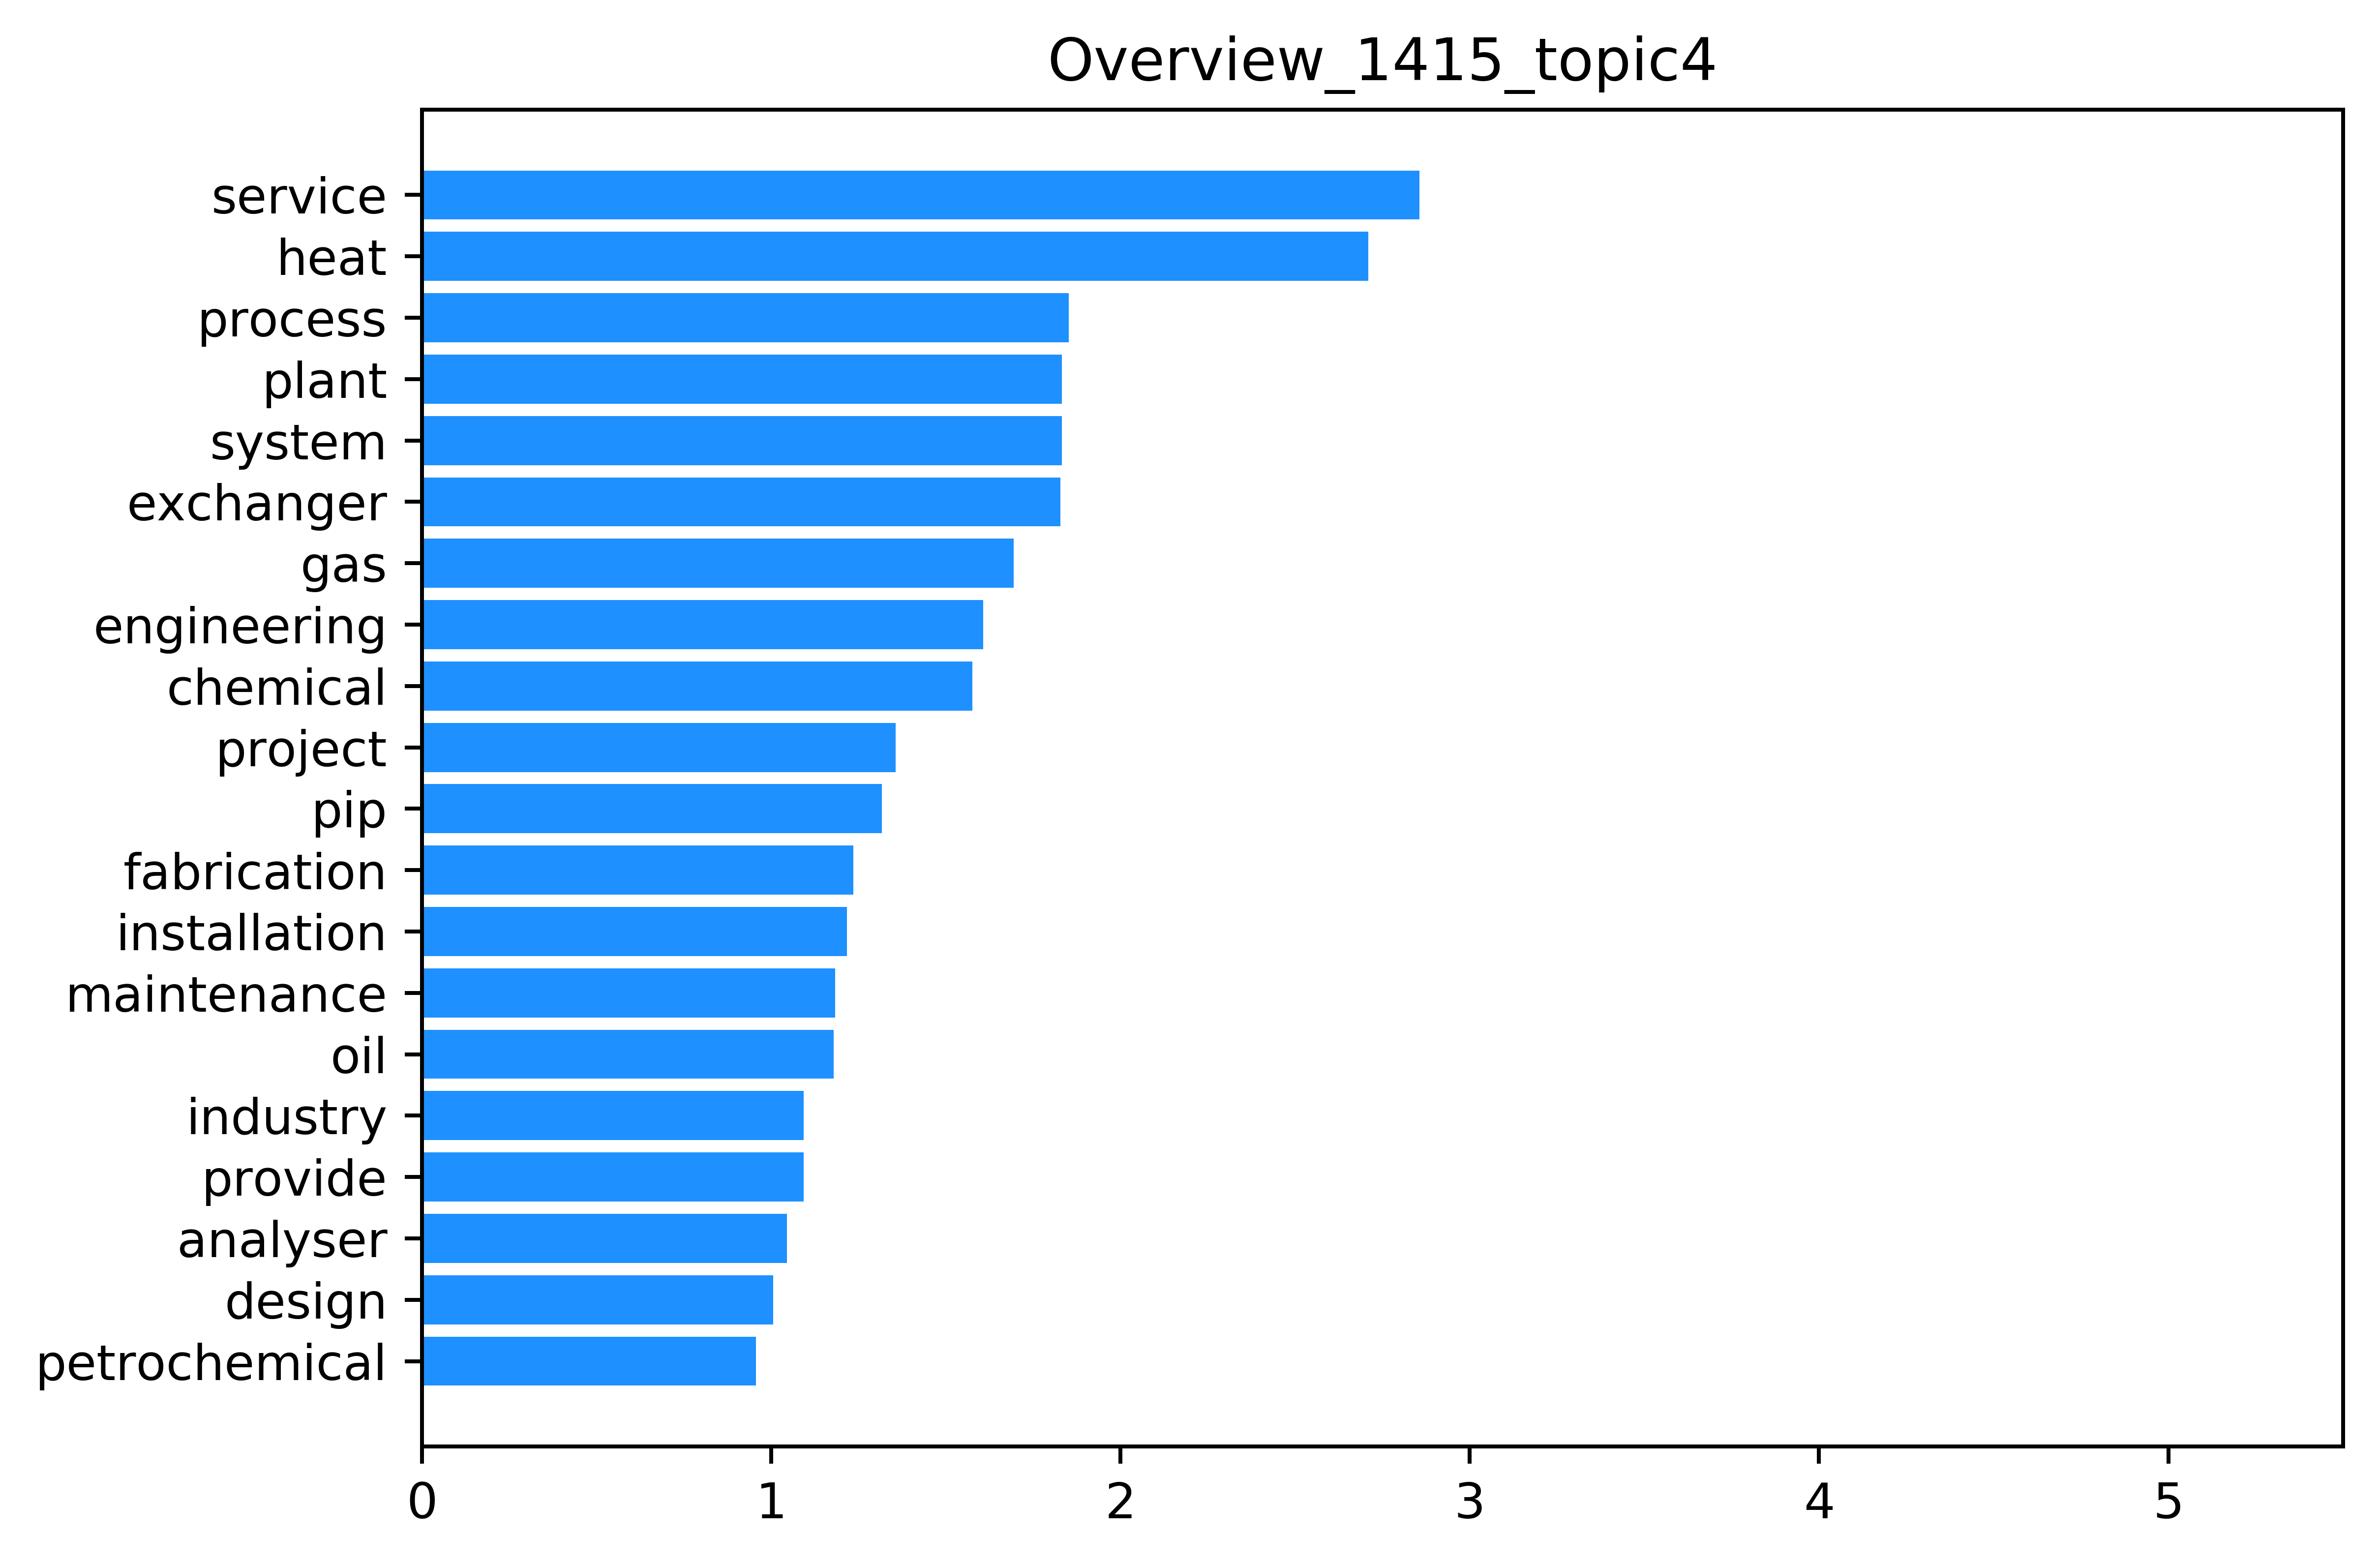 Overview_1415_topic4
service
heat
process
plant
system
exchanger
gas
engineering
chemical
project
pip
fabrication
installation
maintenance
oil
industry
provide
analyser
design
petrochemical
0 1 2 3 4 5